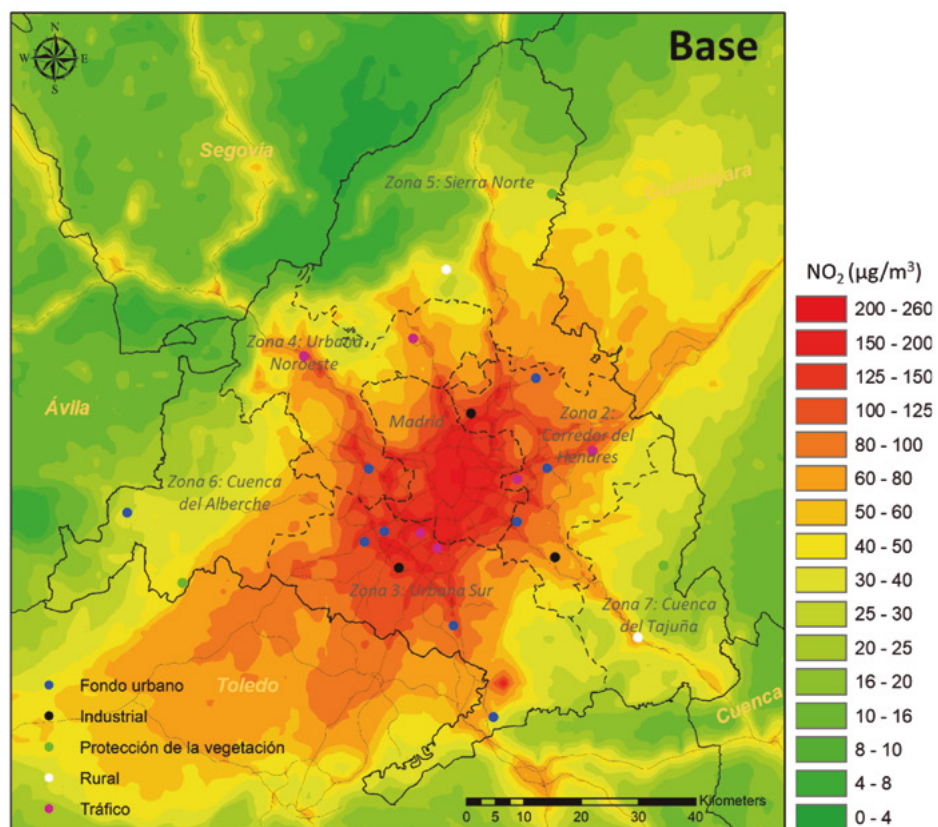 N
W E
S
Base
Segovia
Zona 5: Sierra Norte
Guadalajara
Zona 4: Urbana
Noroeste
Ávila
Madrid
Zona 2:
Corredor del
Henares
Zona 6: Cuenca
del Alberche
Zona 3: Urbana Sur
Zona 7: Cuenca
del Tajuña
Toledo
Cuenca
Fondo urbano
Industrial
Protección de la vegetación
Rural
Tráfico
Kilometers
0 5 10 20 30 40
NO₂ (µg/m³)
200 - 260
150 - 200
125 - 150
100 - 125
80 - 100
60 - 80
50 - 60
40 - 50
30 - 40
25 - 30
20 - 25
16 - 20
10 - 16
8 - 10
4 - 8
0 - 4